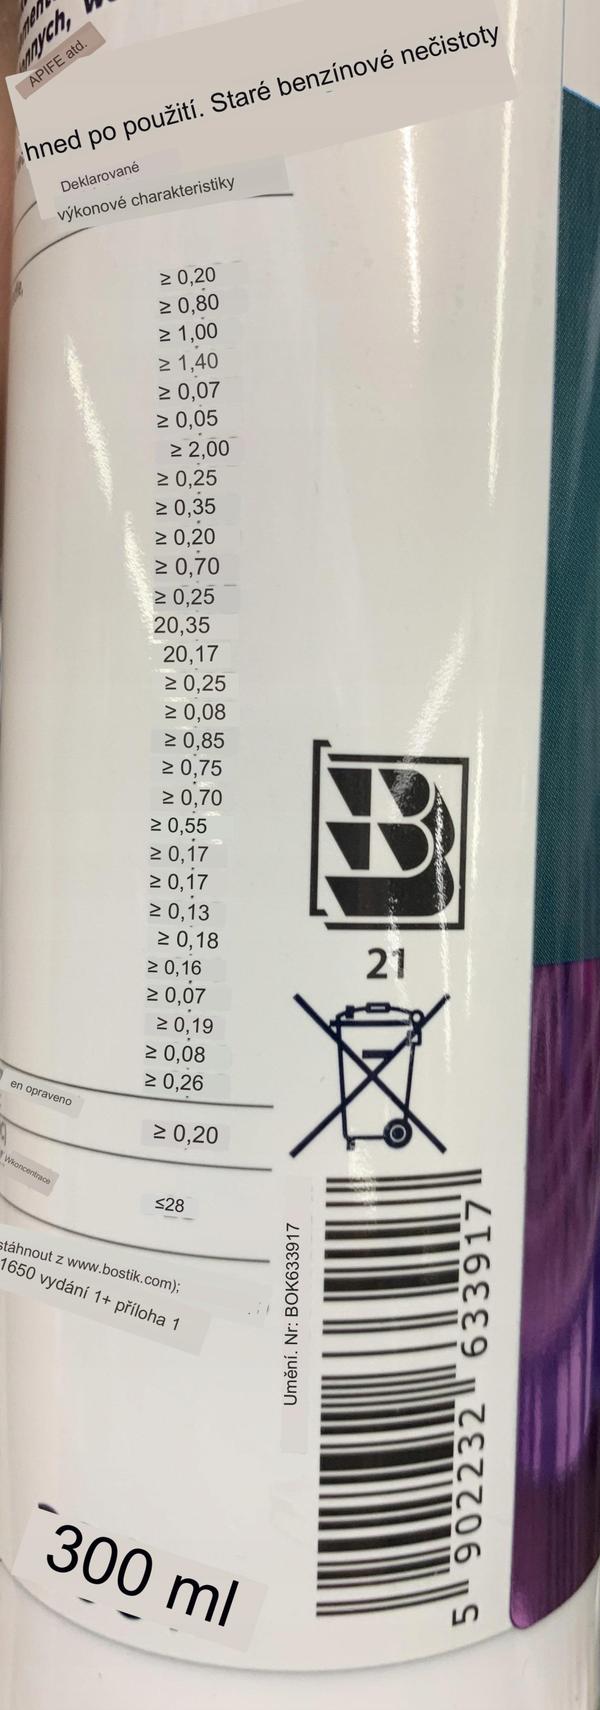 nnych, w
APIFE atd.
hned po použití. Staré benzínové nečistoty
Deklarované
výkonové charakteristiky
≥ 0,20
≥ 0,80
≥ 1,00
≥ 1,40
≥ 0,07
≥ 0,05
≥ 2,00
≥ 0,25
≥ 0,35
≥ 0,20
≥ 0,70
≥ 0,25
20,35
20,17
≥ 0,25
≥ 0,08
≥ 0,85
≥ 0,75
≥ 0,70
≥ 0,55
≥ 0,17
≥ 0,17
≥ 0,13
≥ 0,18
≥ 0,16
≥ 0,07
≥ 0,19
≥ 0,08
≥ 0,26
en opraveno
≥ 0,20
Wkoncentrace
≤28
stáhnout z www.bostik.com);
1650 vydání 1+ příloha 1
21
Umění. Nr: BOK633917
5 902232 633917
300 ml